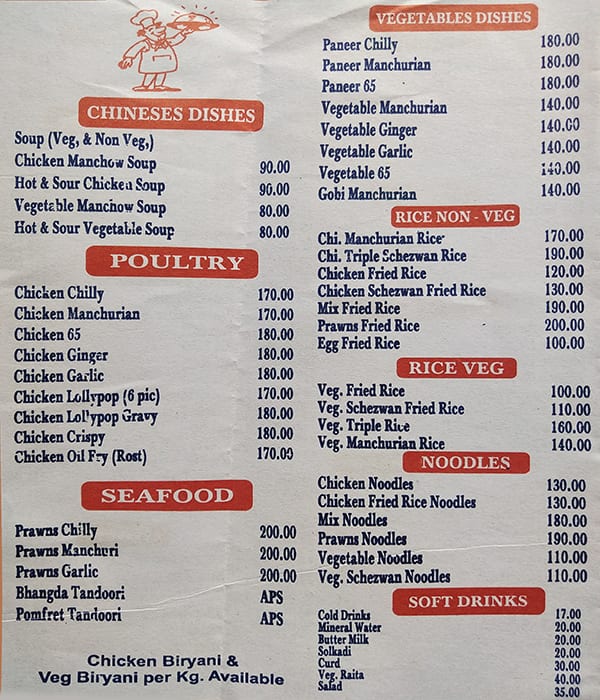 CHINESES DISHES
Soup (Veg, & Non Veg,)
Chicken Manchow Soup 90.00
Hot & Sour Chicken Soup 90.00
Vegetable Manchow Soup 80.00
Hot & Sour Vegetable Soup 80.00
POULTRY
Chicken Chilly 170.00
Chicken Manchurian 170.00
Chicken 65 180.00
Chicken Ginger 180.00
Chicken Garlic 180.00
Chicken Lollypop (6 pic) 170.00
Chicken Lollypop Gravy 180.00
Chicken Crispy 180.00
Chicken Oil Fry (Rost) 170.00
SEAFOOD
Prawns Chilly 200.00
Prawns Manchuri 200.00
Prawns Garlic 200.00
Bhangda Tandoori APS
Pomfret Tandoori APS
Chicken Biryani &
Veg Biryani per Kg. Available
VEGETABLES DISHES
Paneer Chilly 180.00
Paneer Manchurian 180.00
Paneer 65 180.00
Vegetable Manchurian 140.00
Vegetable Ginger 140.00
Vegetable Garlic 140.00
Vegetable 65 140.00
Gobi Manchurian 140.00
RICE NON - VEG
Chi. Manchurian Rice 170.00
Chi. Triple Schezwan Rice 190.00
Chicken Fried Rice 120.00
Chicken Schezwan Fried Rice 130.00
Mix Fried Rice 190.00
Prawns Fried Rice 200.00
Egg Fried Rice 100.00
RICE VEG
Veg. Fried Rice 100.00
Veg. Schezwan Fried Rice 110.00
Veg. Triple Rice 160.00
Veg. Manchurian Rice 140.00
NOODLES
Chicken Noodles 130.00
Chicken Fried Rice Noodles 130.00
Mix Noodles 180.00
Prawns Noodles 190.00
Vegetable Noodles 110.00
Veg. Schezwan Noodles 110.00
SOFT DRINKS
Cold Drinks 17.00
Mineral Water 20.00
Butter Milk 20.00
Solkadi 20.00
Curd 30.00
Veg. Raita 40.00
Salad 35.00